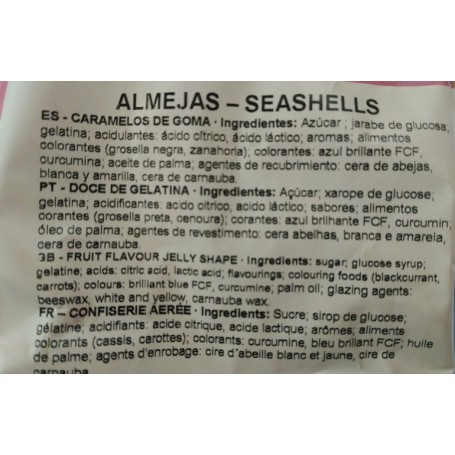 ALMEJAS – SEASHELLS
ES - CARAMELOS DE GOMA · Ingredientes: Azúcar ; jarabe de glucosa;
gelatina; acidulantes: ácido cítrico, ácido láctico; aromas; alimentos
colorantes (grosella negra, zanahoria); colorantes: azul brillante FCF,
curcumina; aceite de palma; agentes de recubrimiento: cera de abejas,
blanca y amarilla, cera de carnauba.
PT - DOCE DE GELATINA · Ingredientes: Açúcar; xarope de glucose;
gelatina; acidificantes: acido citrico, acido láctico; sabores; alimentos
corantes (grosella preta, cenoura); corantes: azul brilhante FCF, curcumin;
óleo de palma; agentes de revestimento: cera abelhas, branca e amarela,
cera de carnauba.
GB - FRUIT FLAVOUR JELLY SHAPE · Ingredients: sugar; glucose syrup;
gelatine; acids: citric acid, lactic acid; flavourings; colouring foods (blackcurrant,
carrots); colours: brilliant blue FCF, curcumine; palm oil; glazing agents:
beeswax, white and yellow, carnauba wax.
FR – CONFISERIE AERÉE · Ingredients: Sucre; sirop de glucose;
gélatine; acidifiants: acide citrique, acide lactique; arômes; aliments
colorants (cassis, carottes); colorants: curcumine, bleu brillant FCF; huile
de palme; agents d'enrobage: cire d´abeille blanc et jaune, cire de
carnauba.